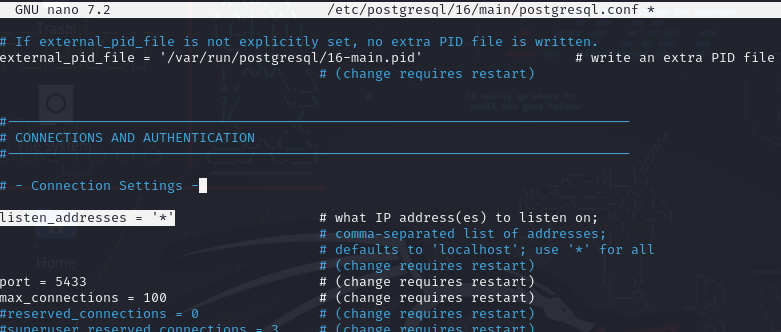 GNU nano 7.2 /etc/postgresql/16/main/postgresql.conf *
# If external_pid_file is not explicitly set, no extra PID file is written.
external_pid_file = '/var/run/postgresql/16-main.pid' # write an extra PID file
# (change requires restart)
#------------------------------------------------------------------------------
# CONNECTIONS AND AUTHENTICATION
#------------------------------------------------------------------------------
# - Connection Settings -
listen_addresses = '*' # what IP address(es) to listen on;
# comma-separated list of addresses;
# defaults to 'localhost'; use '*' for all
# (change requires restart)
port = 5433 # (change requires restart)
max_connections = 100 # (change requires restart)
#reserved_connections = 0 # (change requires restart)
#superuser_reserved_connections = 3 # (change requires restart)
Trash
File System
Home